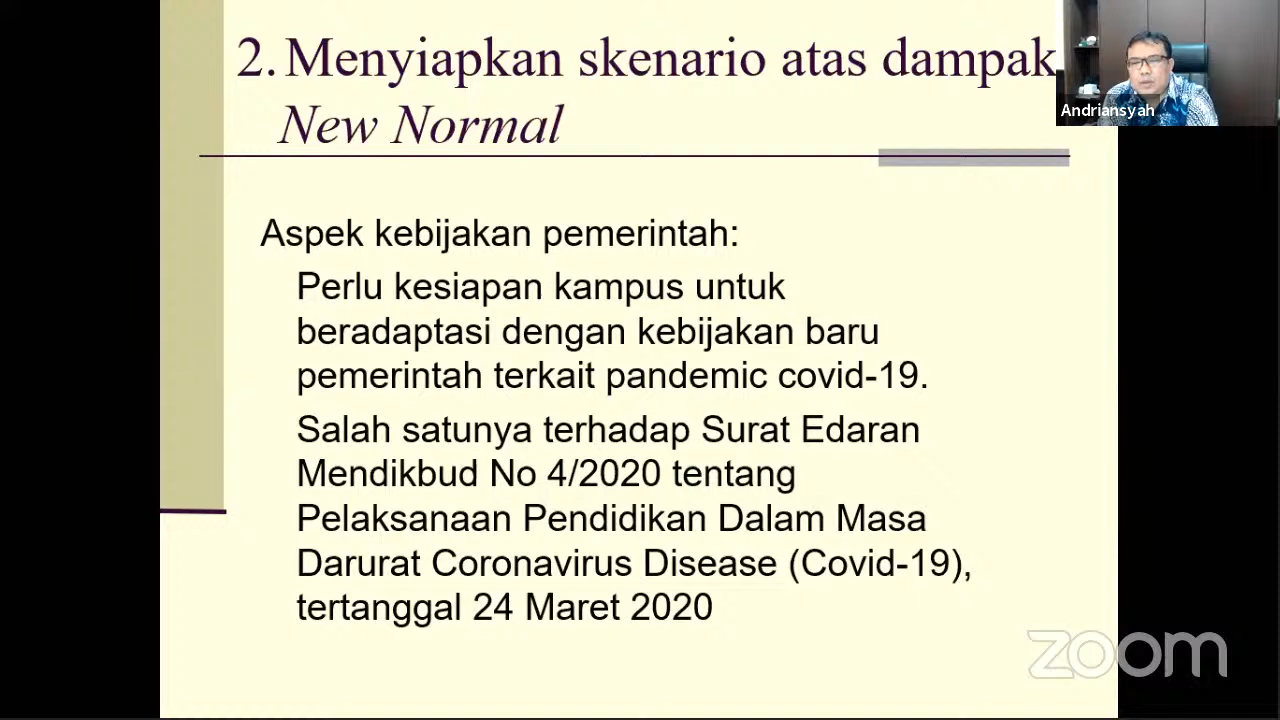 2. Menyiapkan skenario atas dampak
New Normal
Andriansyah
Aspek kebijakan pemerintah:
Perlu kesiapan kampus untuk
beradaptasi dengan kebijakan baru
pemerintah terkait pandemic covid-19.
Salah satunya terhadap Surat Edaran
Mendikbud No 4/2020 tentang
Pelaksanaan Pendidikan Dalam Masa
Darurat Coronavirus Disease (Covid-19),
tertanggal 24 Maret 2020
zoom